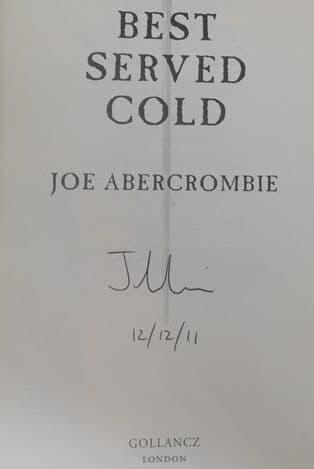 BEST
SERVED
COLD
JOE ABERCROMBIE
12/12/11
GOLLANCZ
LONDON